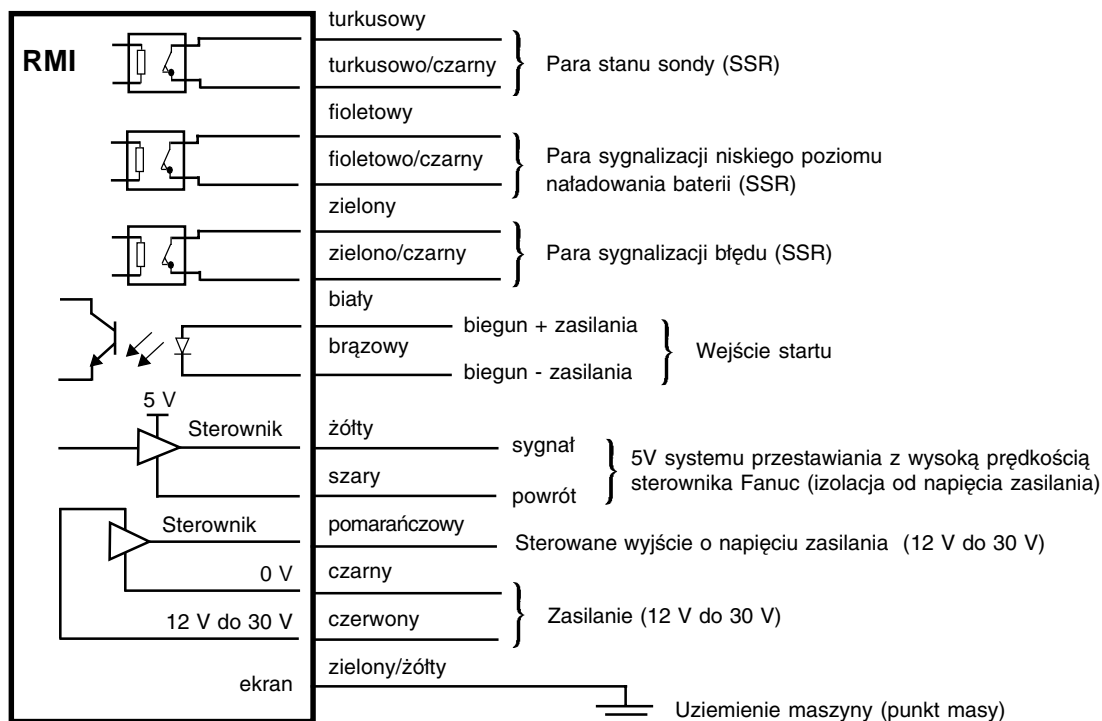 RMI
turkusowy
turkusowo/czarny
Para stanu sondy (SSR)
fioletowy
fioletowo/czarny
Para sygnalizacji niskiego poziomu
naładowania baterii (SSR)
zielony
zielono/czarny
Para sygnalizacji błędu (SSR)
biały
biegun + zasilania
brązowy
Wejście startu
biegun - zasilania
5 V
Sterownik
żółty
sygnał
5V systemu przestawiania z wysoką prędkością
sterownika Fanuc (izolacja od napięcia zasilania)
szary
powrót
Sterownik
pomarańczowy
Sterowane wyjście o napięciu zasilania (12 V do 30 V)
0 V
czarny
Zasilanie (12 V do 30 V)
12 V do 30 V
czerwony
zielony/żółty
ekran
Uziemienie maszyny (punkt masy)